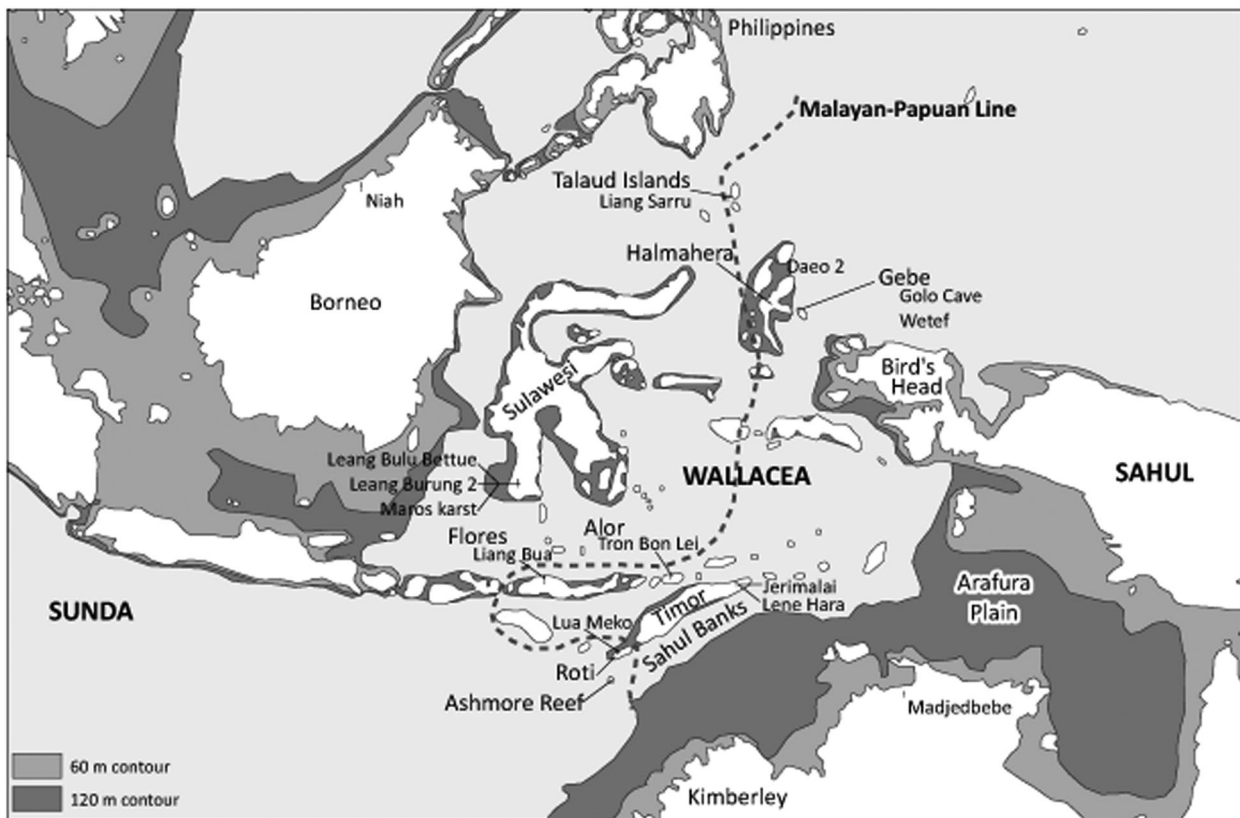 Philippines
Malayan-Papuan Line
Talaud Islands
Liang Sarru
Niah
Halmahera
Daeo 2
Gebe
Golo Cave
Wetef
Borneo
Bird's
Head
Sulawesi
Leang Bulu Bettue
Leang Burung 2
Maros karst
WALLACEA
SAHUL
Flores
Alor
Liang Bua
Tron Bon Lei
SUNDA
Jerimalai
Lene Hara
Timor
Sahul Banks
Arafura
Plain
Lua Meko
Roti
Ashmore Reef
Madjedbebe
60 m contour
120 m contour
Kimberley